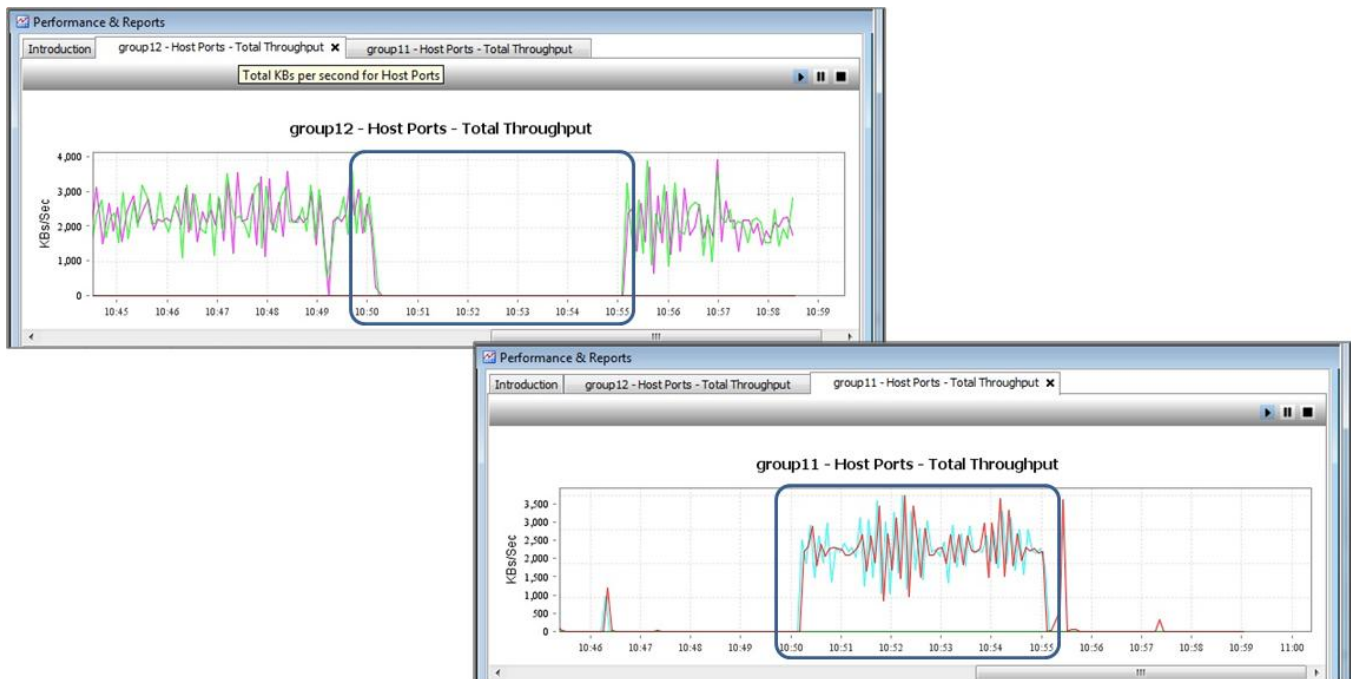 Performance & Reports
Introduction group12 - Host Ports - Total Throughput group11 - Host Ports - Total Throughput
Total KBs per second for Host Ports
group12 - Host Ports - Total Throughput
4,000
3,000
2,000
1,000
0
KBs/Sec
10:45 10:46 10:47 10:48 10:49 10:50 10:51 10:52 10:53 10:54 10:55 10:56 10:57 10:58 10:59
Performance & Reports
Introduction group12 - Host Ports - Total Throughput group11 - Host Ports - Total Throughput
group11 - Host Ports - Total Throughput
3,500
3,000
2,500
2,000
1,500
1,000
500
0
KBs/Sec
10:46 10:47 10:48 10:49 10:50 10:51 10:52 10:53 10:54 10:55 10:56 10:57 10:58 10:59 11:00